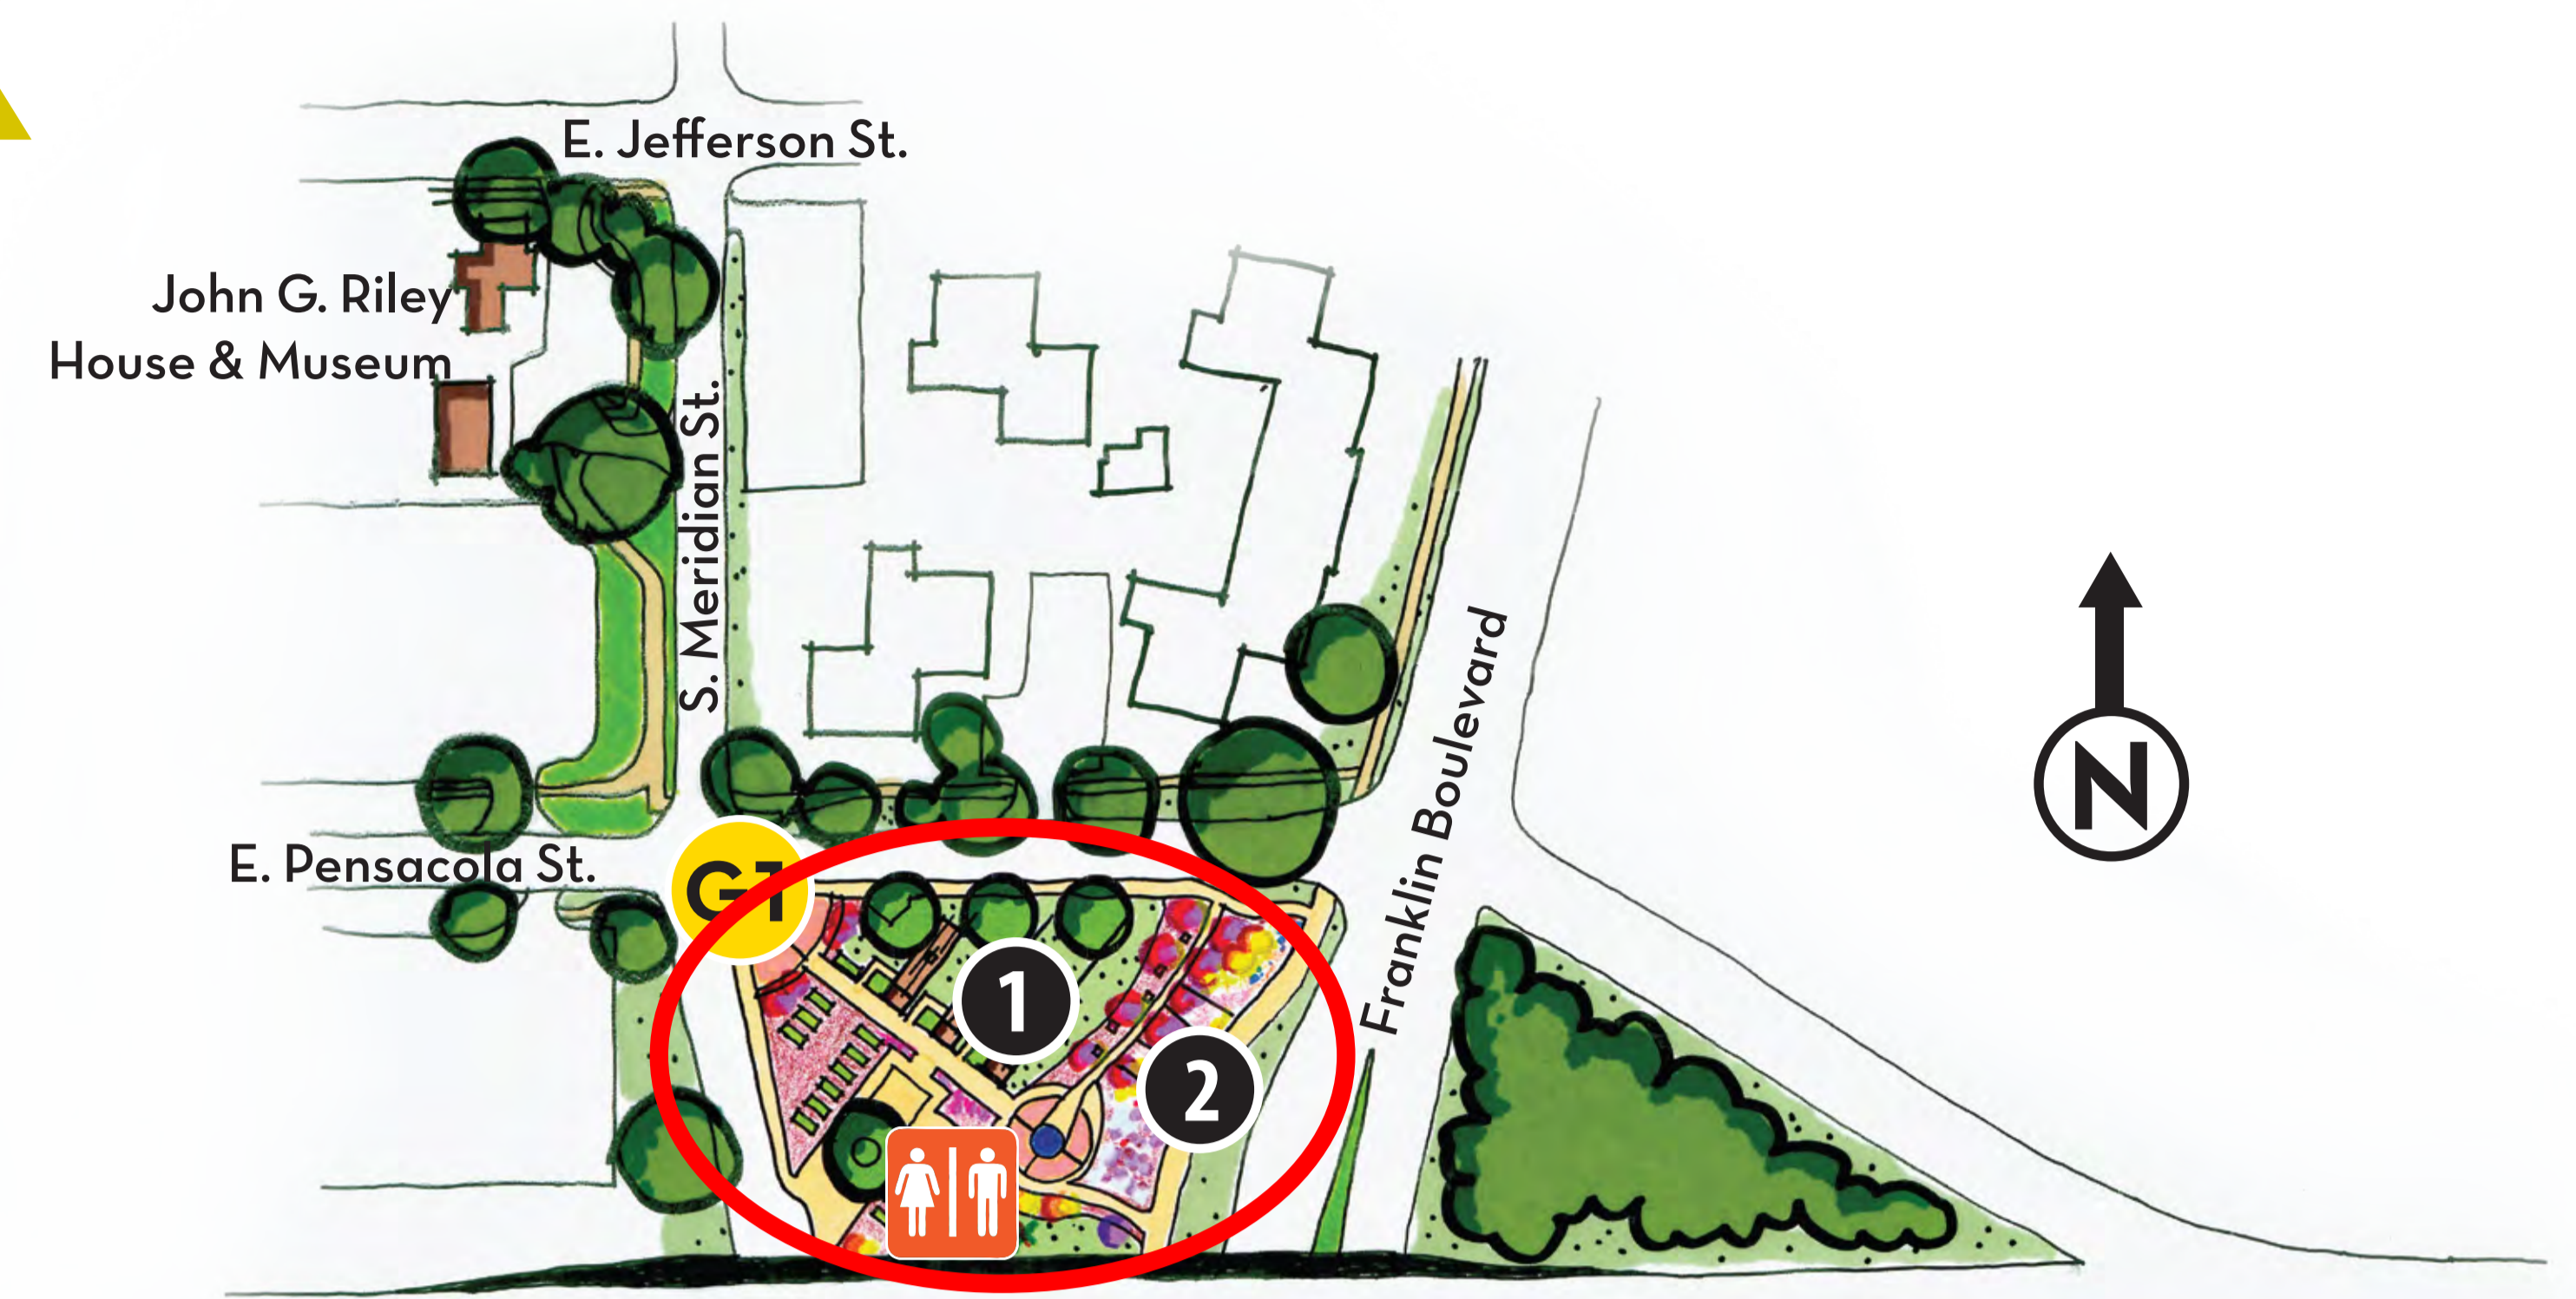 E. Jefferson St.
John G. Riley
House & Museum
S. Meridian St.
Franklin Boulevard
N
E. Pensacola St.
G1
1
2